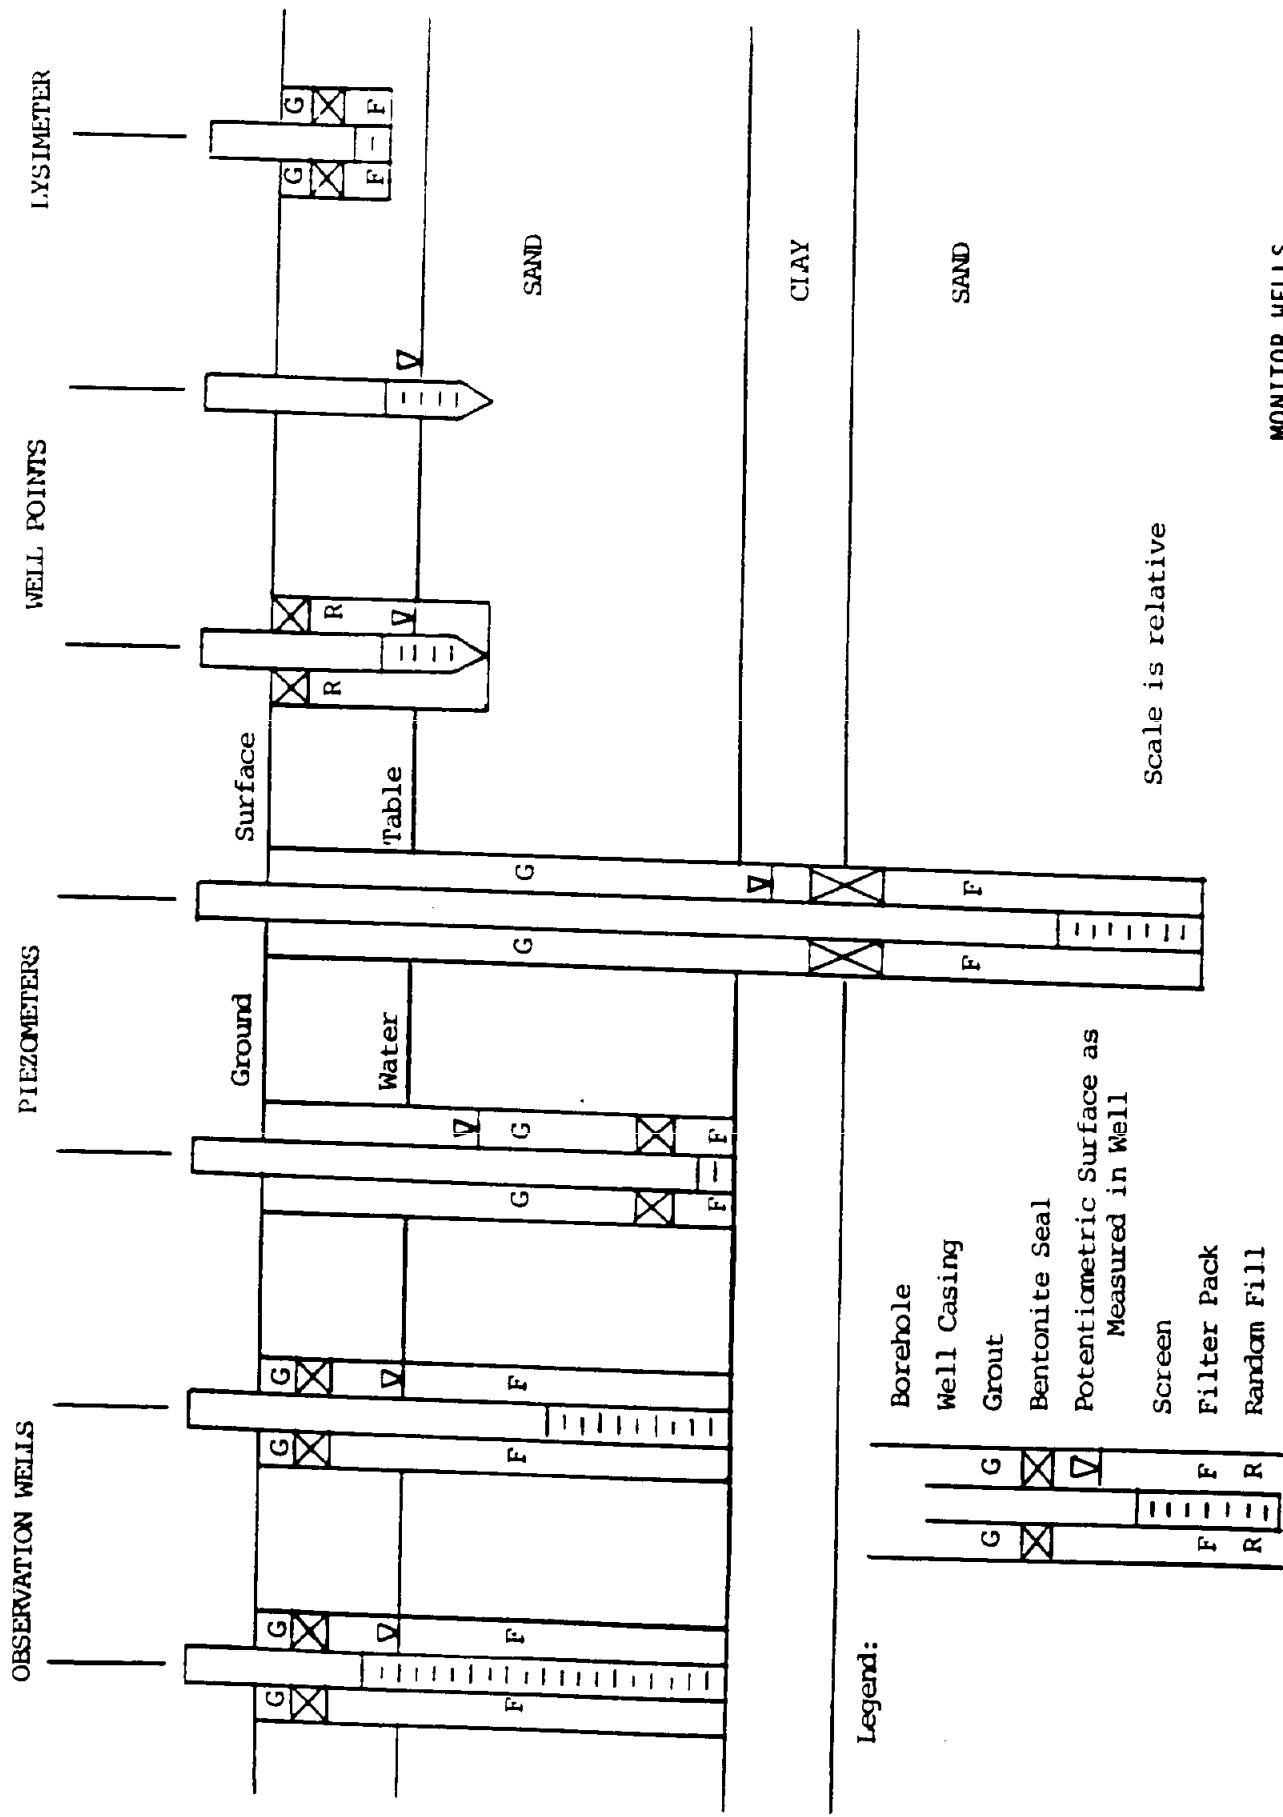 OBSERVATION WELLS
PIEZOMETERS
WELL POINTS
LYSIMETER
Ground Surface
Water Table
G G
G G
G G
G G
R R
G G
F F
F F
F F
F F
F F
SAND
CLAY
SAND
Scale is relative
Legend:
Borehole
Well Casing
G G Grout
Bentonite Seal
Potentiometric Surface as
Measured in Well
Screen
F F Filter Pack
R R Random Fill
MONITOR WELLS